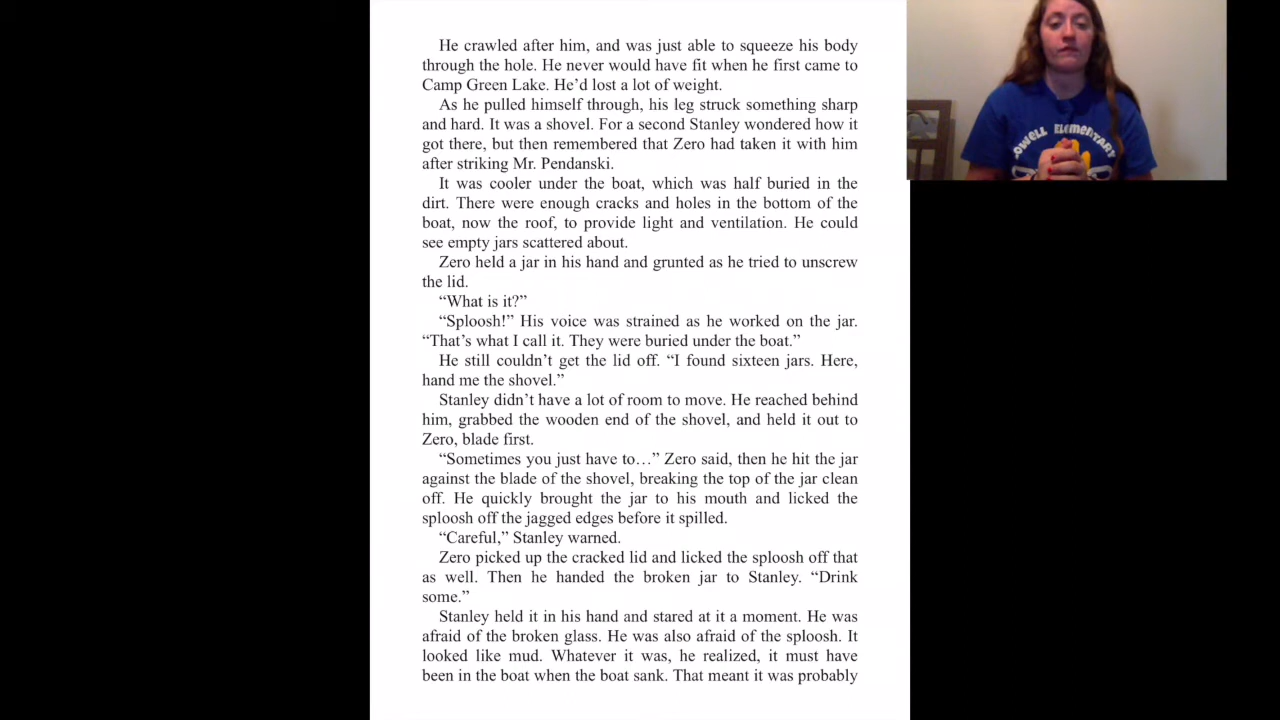 He crawled after him, and was just able to squeeze his body
through the hole. He never would have fit when he first came to
Camp Green Lake. He’d lost a lot of weight.
As he pulled himself through, his leg struck something sharp
and hard. It was a shovel. For a second Stanley wondered how it
got there, but then remembered that Zero had taken it with him
after striking Mr. Pendanski.
It was cooler under the boat, which was half buried in the
dirt. There were enough cracks and holes in the bottom of the
boat, now the roof, to provide light and ventilation. He could
see empty jars scattered about.
Zero held a jar in his hand and grunted as he tried to unscrew
the lid.
“What is it?”
“Sploosh!” His voice was strained as he worked on the jar.
“That’s what I call it. They were buried under the boat.”
He still couldn’t get the lid off. “I found sixteen jars. Here,
hand me the shovel.”
Stanley didn’t have a lot of room to move. He reached behind
him, grabbed the wooden end of the shovel, and held it out to
Zero, blade first.
“Sometimes you just have to…” Zero said, then he hit the jar
against the blade of the shovel, breaking the top of the jar clean
off. He quickly brought the jar to his mouth and licked the
sploosh off the jagged edges before it spilled.
“Careful,” Stanley warned.
Zero picked up the cracked lid and licked the sploosh off that
as well. Then he handed the broken jar to Stanley. “Drink
some.”
Stanley held it in his hand and stared at it a moment. He was
afraid of the broken glass. He was also afraid of the sploosh. It
looked like mud. Whatever it was, he realized, it must have
been in the boat when the boat sank. That meant it was probably
OWELL ELEMENTARY